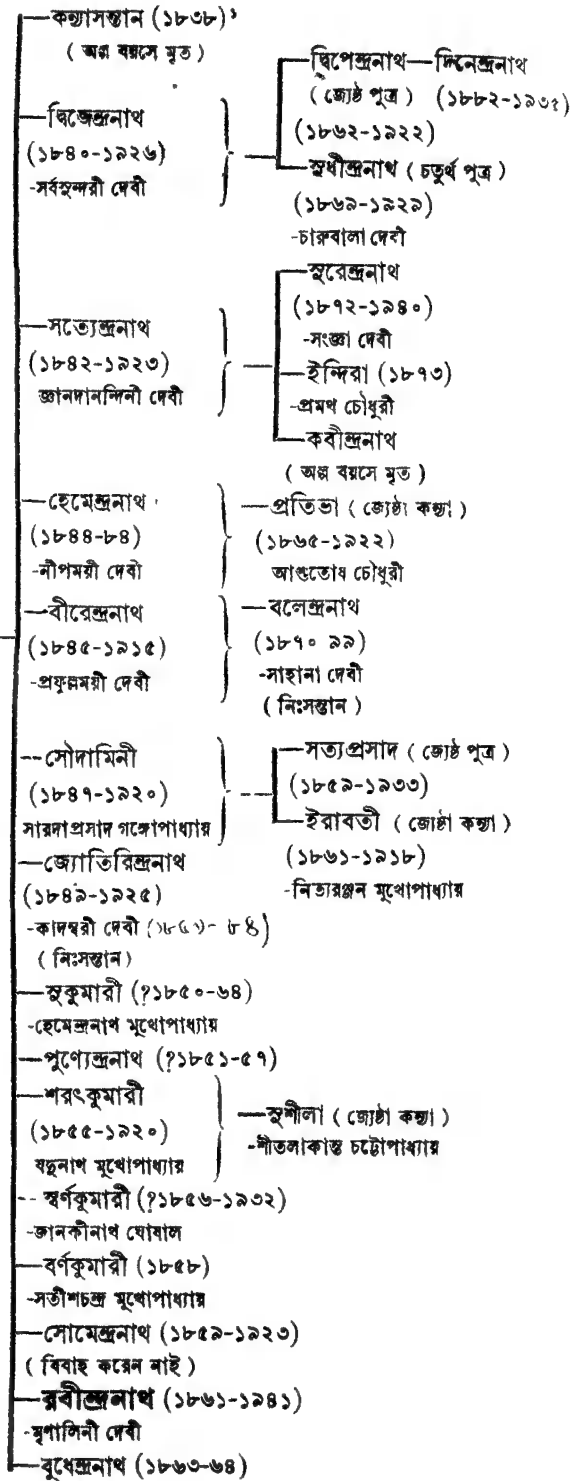 কন্যাসন্তান (১৮৩৮)১
( অল্প বয়সে মৃত )
দ্বিজেন্দ্রনাথ
(১৮৪০-১৯২৬)
-সর্বসুন্দরী দেবী
দ্বিপেন্দ্রনাথ—দিনেন্দ্রনাথ
( জ্যেষ্ঠ পুত্র ) (১৮৮২-১৯৩৫)
(১৮৬২-১৯২২)
সুধীন্দ্রনাথ ( চতুর্থ পুত্র )
(১৮৬৯-১৯২৯)
-চারুবালা দেবী
সত্যেন্দ্রনাথ
(১৮৪২-১৯২৩)
জ্ঞানদানন্দিনী দেবী
সুরেন্দ্রনাথ
(১৮৭২-১৯৪০)
-সংজ্ঞা দেবী
ইন্দিরা (১৮৭৩)
-প্রমথ চৌধুরী
কবীন্দ্রনাথ
( অল্প বয়সে মৃত )
হেমেন্দ্রনাথ
(১৮৪৪-৮৪)
-নীপময়ী দেবী
প্রতিভা ( জ্যেষ্ঠা কন্যা )
(১৮৬৫-১৯২২)
আশুতোষ চৌধুরী
বীরেন্দ্রনাথ
(১৮৪৫-১৯১৫)
-প্রফুল্লময়ী দেবী
বলেন্দ্রনাথ
(১৮৭০ ৯৯)
-সাহানা দেবী
( নিঃসন্তান )
সৌদামিনী
(১৮৪৭-১৯২০)
সারদাপ্রসাদ গঙ্গোপাধ্যায়
সত্যপ্রসাদ ( জ্যেষ্ঠ পুত্র )
(১৮৫৯-১৯৩৩)
ইরাবতী ( জ্যেষ্ঠা কন্যা )
(১৮৬১-১৯১৮)
-নিত্যরঞ্জন মুখোপাধ্যায়
জ্যোতিরিন্দ্রনাথ
(১৮৪৯-১৯২৫)
-কাদম্বরী দেবী (১৮৫৯- ৮৪)
( নিঃসন্তান )
সুকুমারী (?১৮৫০-৬৪)
-হেমেন্দ্রনাথ মুখোপাধ্যায়
পুণ্যেন্দ্রনাথ (?১৮৫১-৫৭)
শরৎকুমারী
(১৮৫৫-১৯২০)
যদুনাথ মুখোপাধ্যায়
সুশীলা ( জ্যেষ্ঠা কন্যা )
-শীতলাকান্ত চট্টোপাধ্যায়
স্বর্ণকুমারী (?১৮৫৬-১৯৩২)
-জানকীনাথ ঘোষাল
বর্ণকুমারী (১৮৫৮)
-সতীশচন্দ্র মুখোপাধ্যায়
সোমেন্দ্রনাথ (১৮৫৯-১৯২৩)
( বিবাহ করেন নাই )
রবীন্দ্রনাথ (১৮৬১-১৯৪১)
-মৃণালিনী দেবী
বুধেন্দ্রনাথ (১৮৬৩-৬৪)